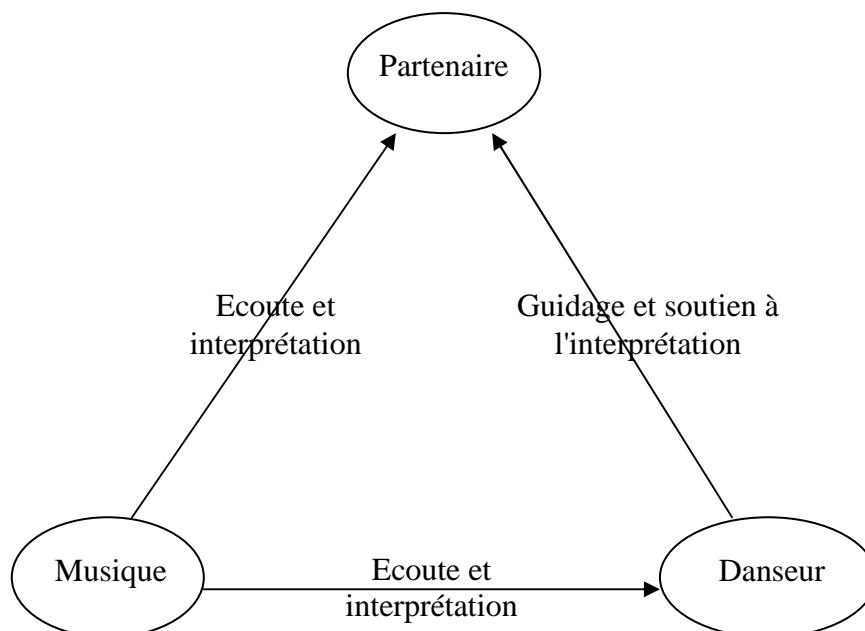 Partenaire
Ecoute et
interprétation
Guidage et soutien à
l'interprétation
Musique
Ecoute et
interprétation
Danseur